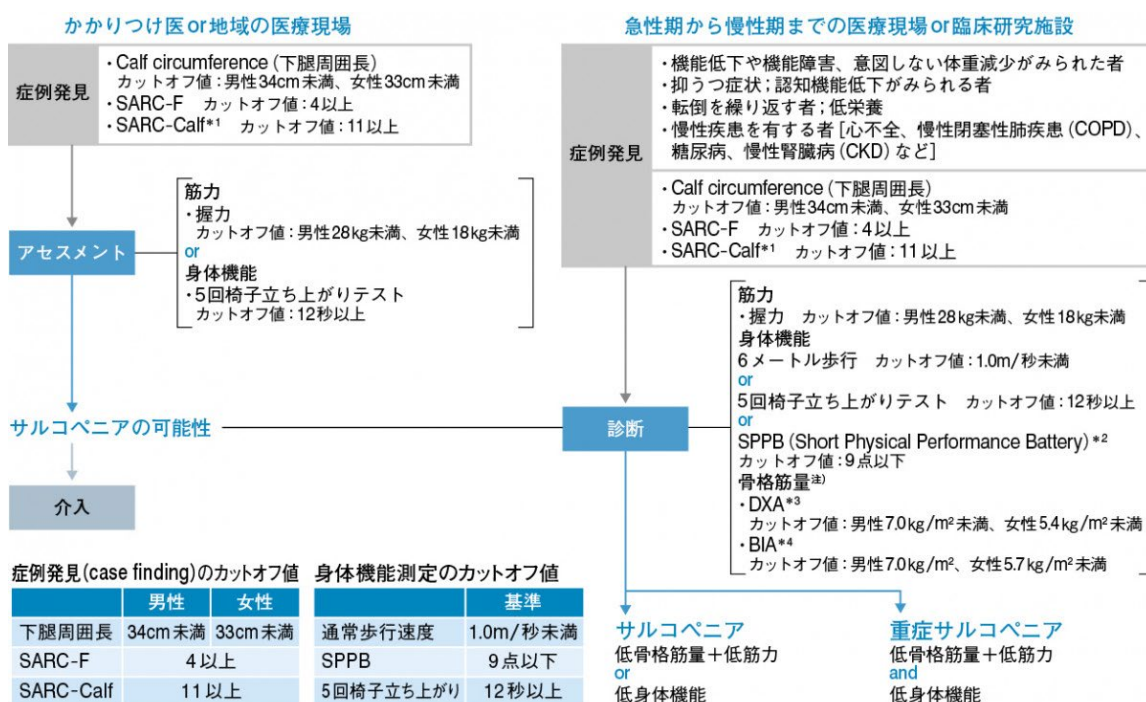 かかりつけ医or地域の医療現場
症例発見
・Calf circumference（下腿周囲長）
カットオフ値：男性34cm未満、女性33cm未満
・SARC-F カットオフ値：4以上
・SARC-Calf*1 カットオフ値：11以上
アセスメント
筋力
・握力
カットオフ値：男性28kg未満、女性18kg未満
or
身体機能
・5回椅子立ち上がりテスト
カットオフ値：12秒以上
サルコペニアの可能性
介入
急性期から慢性期までの医療現場or臨床研究施設
症例発見
・機能低下や機能障害、意図しない体重減少がみられた者
・抑うつ症状；認知機能低下がみられる者
・転倒を繰り返す者；低栄養
・慢性疾患を有する者［心不全、慢性閉塞性肺疾患（COPD）、
糖尿病、慢性腎臓病（CKD）など］
・Calf circumference（下腿周囲長）
カットオフ値：男性34cm未満、女性33cm未満
・SARC-F カットオフ値：4以上
・SARC-Calf*1 カットオフ値：11以上
診断
筋力
・握力 カットオフ値：男性28kg未満、女性18kg未満
身体機能
6メートル歩行 カットオフ値：1.0m/秒未満
or
5回椅子立ち上がりテスト カットオフ値：12秒以上
or
SPPB（Short Physical Performance Battery）*2
カットオフ値：9点以下
骨格筋量注）
・DXA*3
カットオフ値：男性7.0kg/m²未満、女性5.4kg/m²未満
・BIA*4
カットオフ値：男性7.0kg/m²、女性5.7kg/m²未満
サルコペニア
低骨格筋量＋低筋力
or
低身体機能
重症サルコペニア
低骨格筋量＋低筋力
and
低身体機能
症例発見(case finding)のカットオフ値
男性 女性
下腿周囲長 34cm未満 33cm未満
SARC-F 4以上
SARC-Calf 11以上
身体機能測定のカットオフ値
基準
通常歩行速度 1.0m/秒未満
SPPB 9点以下
5回椅子立ち上がり 12秒以上